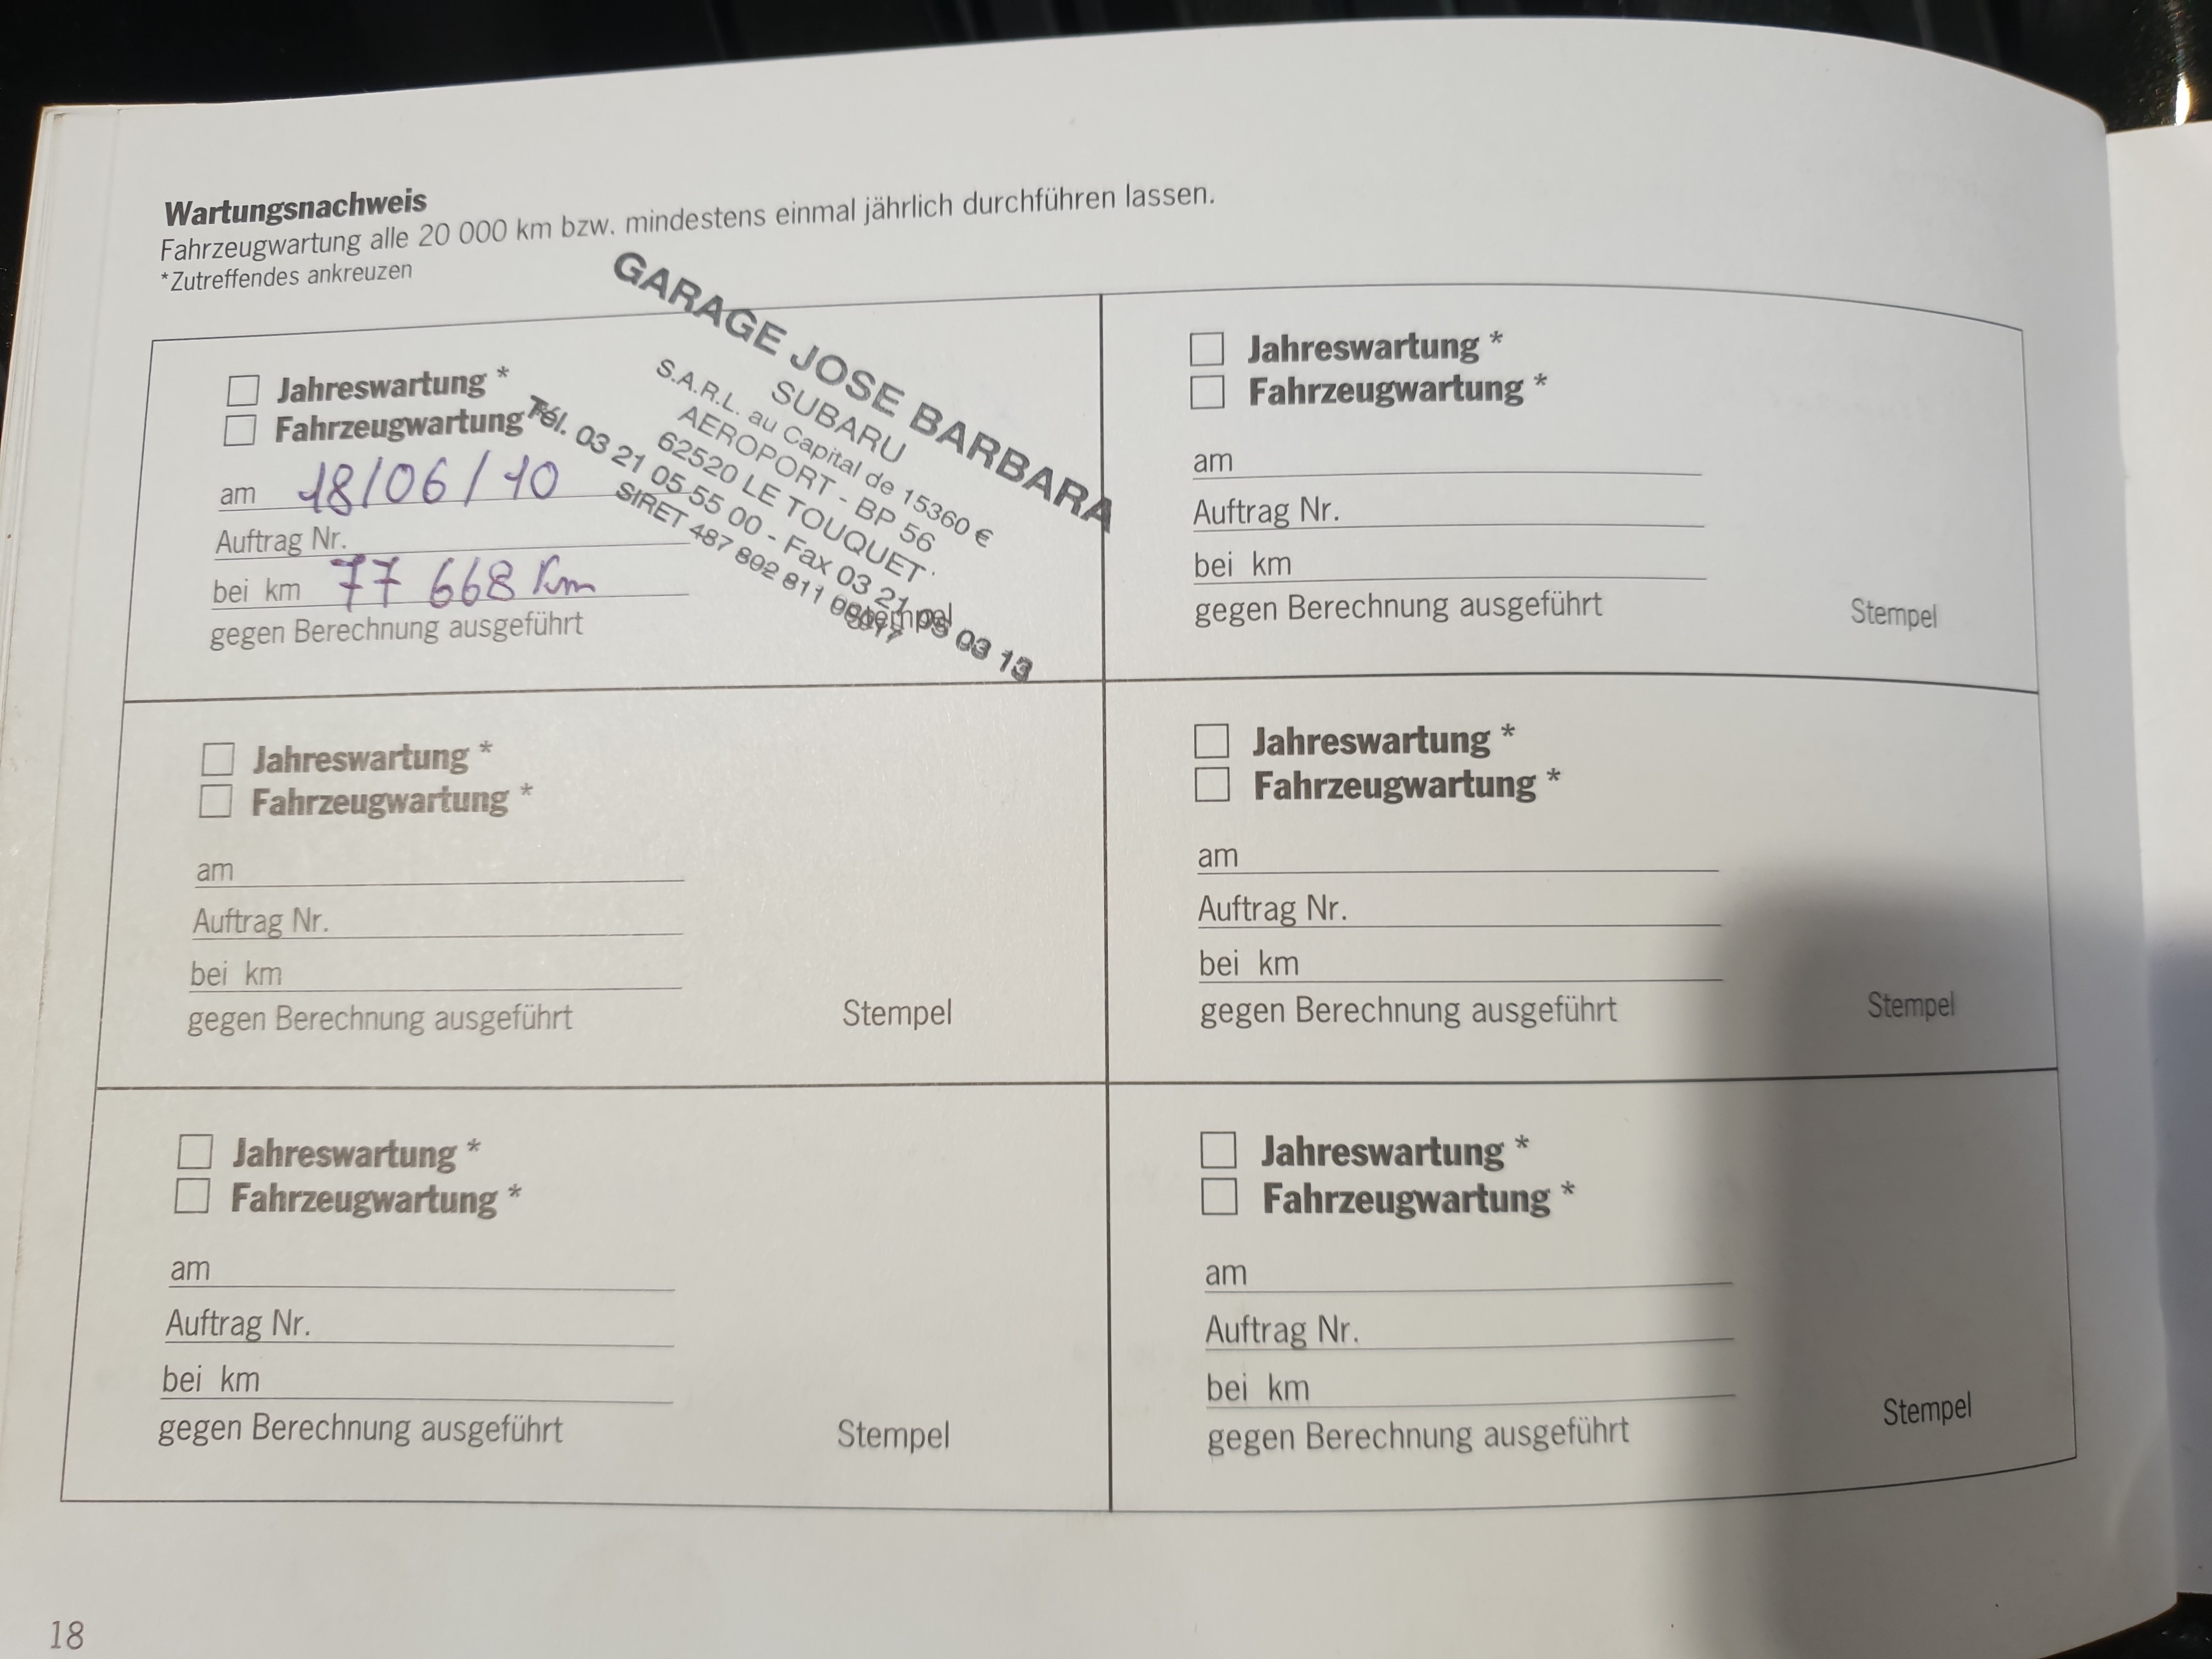 Wartungsnachweis
Fahrzeugwartung alle 20 000 km bzw. mindestens einmal jährlich durchführen lassen.
*Zutreffendes ankreuzen
Jahreswartung *
Fahrzeugwartung *
am 18/06/10
Auftrag Nr.
bei km 77 668 Km
gegen Berechnung ausgeführt
Stempel
GARAGE JOSE BARBARA
SUBARU
S.A.R.L. au Capital de 15360 €
AEROPORT - BP 56
62520 LE TOUQUET
Tél. 03 21 05 55 00 - Fax 03 21 05 03 13
SIRET 487 802 811 00017
Jahreswartung *
Fahrzeugwartung *
am
Auftrag Nr.
bei km
gegen Berechnung ausgeführt
Stempel
Jahreswartung *
Fahrzeugwartung *
am
Auftrag Nr.
bei km
gegen Berechnung ausgeführt
Stempel
Jahreswartung *
Fahrzeugwartung *
am
Auftrag Nr.
bei km
gegen Berechnung ausgeführt
Stempel
Jahreswartung *
Fahrzeugwartung *
am
Auftrag Nr.
bei km
gegen Berechnung ausgeführt
Stempel
Jahreswartung *
Fahrzeugwartung *
am
Auftrag Nr.
bei km
gegen Berechnung ausgeführt
Stempel
18